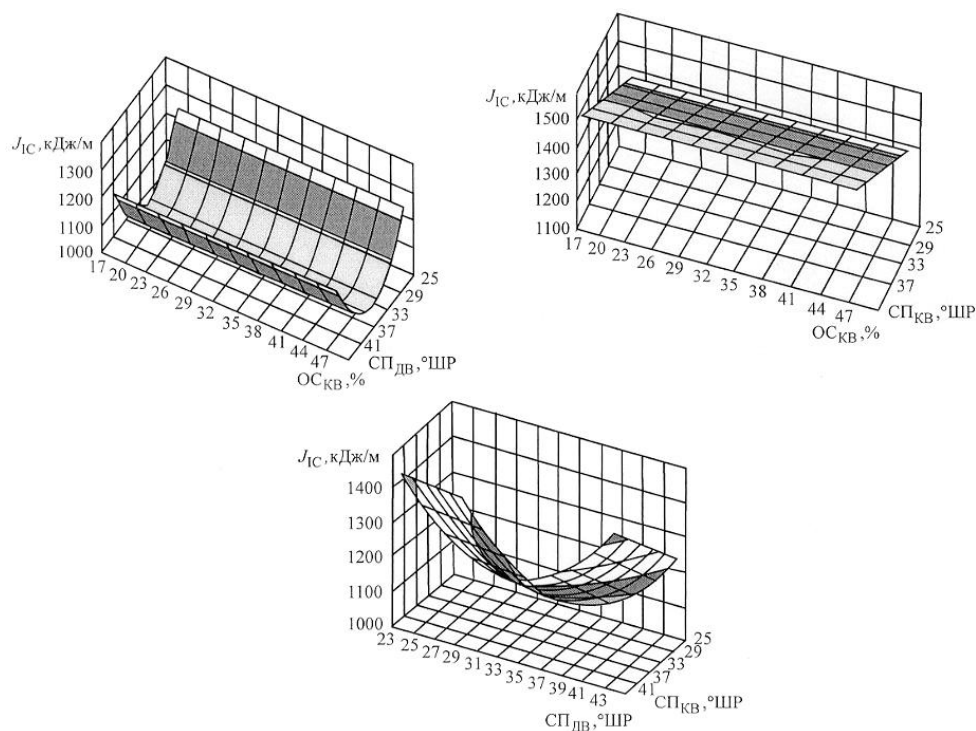 J_IC, кДж/м
1300
1200
1100
1000
17 20 23 26 29 32 35 38 41 44 47
ОС_КВ, %
25
29
33
37
41
СП_ДВ, °ШР
J_IC, кДж/м
1500
1400
1300
1200
1100
17 20 23 26 29 32 35 38 41 44 47
ОС_КВ, %
25
29
33
37
СП_КВ, °ШР
J_IC, кДж/м
1400
1300
1200
1100
1000
23 25 27 29 31 33 35 37 39 41 43
СП_ДВ, °ШР
25
29
33
37
41
СП_КВ, °ШР